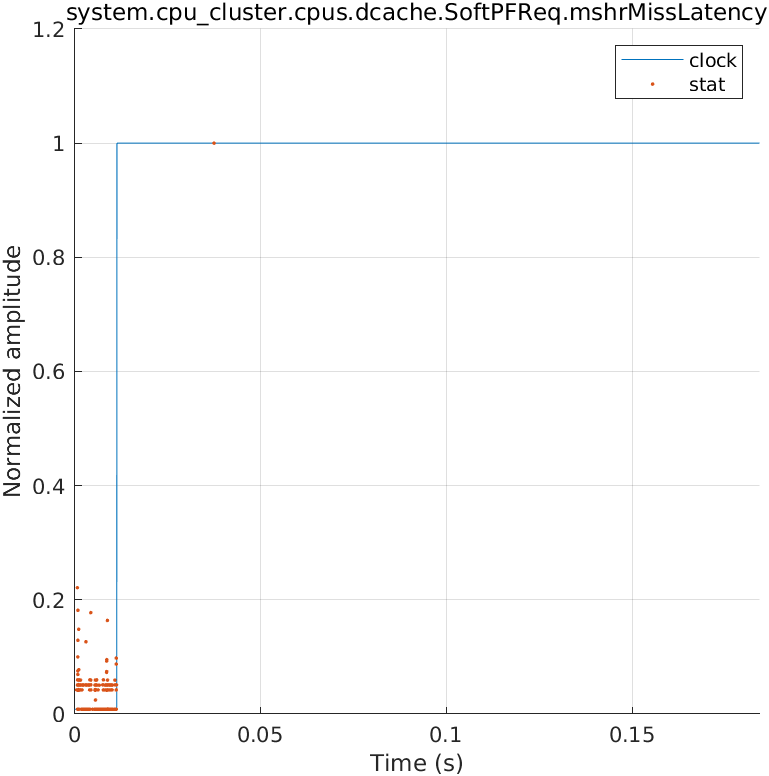 system.cpu_cluster.cpus.dcache.SoftPFReq.mshrMissLatency
1.2
clock
stat
1
0.8
0.6
0.4
0.2
0
Normalized amplitude
0 0.05 0.1 0.15
Time (s)